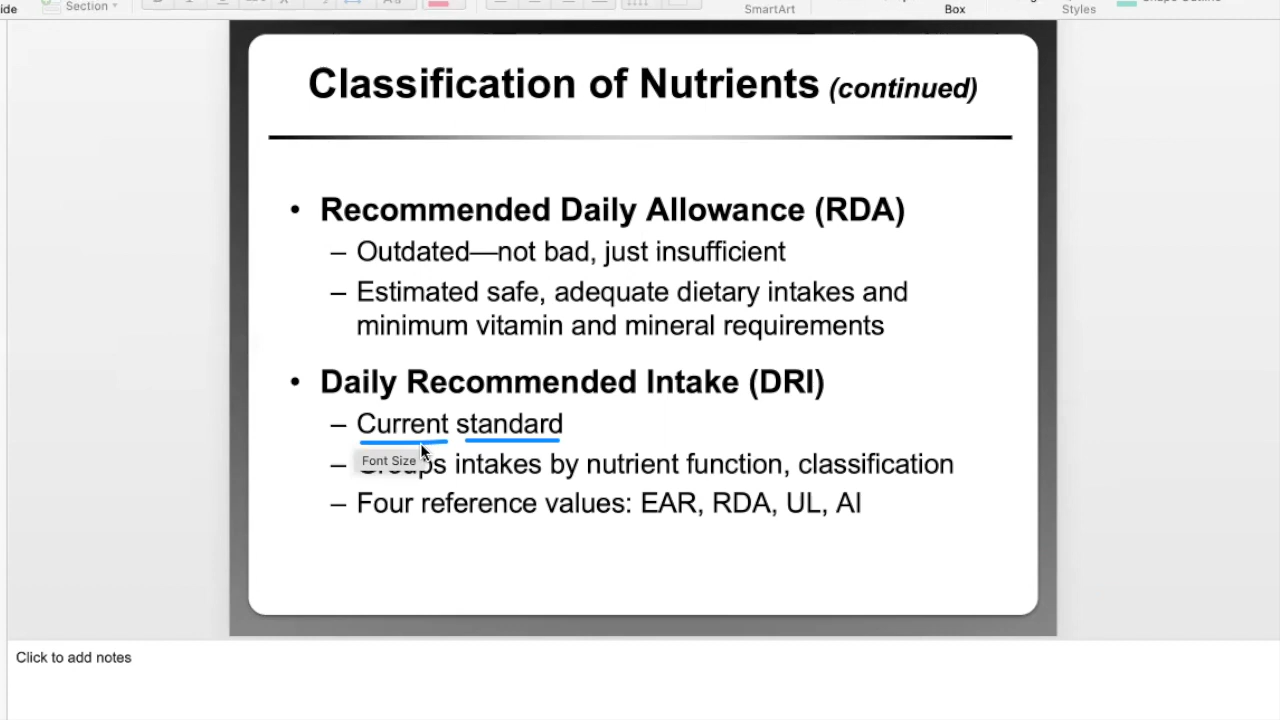 ide
Section
SmartArt
Box
Styles
Classification of Nutrients (continued)
• Recommended Daily Allowance (RDA)
– Outdated—not bad, just insufficient
– Estimated safe, adequate dietary intakes and
minimum vitamin and mineral requirements
• Daily Recommended Intake (DRI)
– Current standard
Font Size
– Groups intakes by nutrient function, classification
– Four reference values: EAR, RDA, UL, AI
Click to add notes